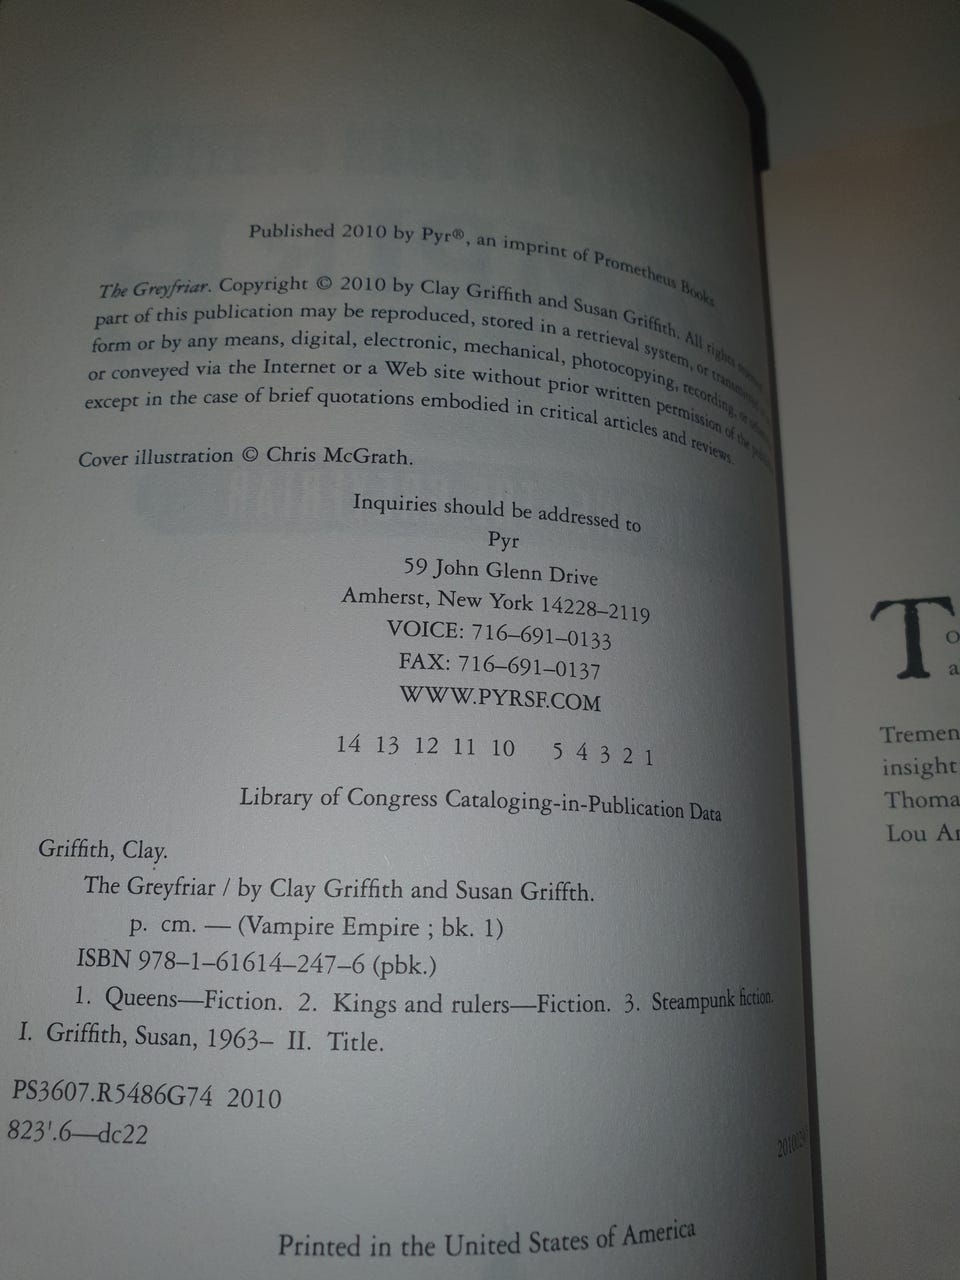 Published 2010 by Pyr®, an imprint of Prometheus Books
The Greyfriar. Copyright © 2010 by Clay Griffith and Susan Griffith. All rights
part of this publication may be reproduced, stored in a retrieval system, or transmitted
form or by any means, digital, electronic, mechanical, photocopying, recording, or
or conveyed via the Internet or a Web site without prior written permission of the
except in the case of brief quotations embodied in critical articles and reviews.
Cover illustration © Chris McGrath.
Inquiries should be addressed to
Pyr
59 John Glenn Drive
Amherst, New York 14228–2119
VOICE: 716–691–0133
FAX: 716–691–0137
WWW.PYRSF.COM
14 13 12 11 10 5 4 3 2 1
Library of Congress Cataloging-in-Publication Data
Griffith, Clay.
The Greyfriar / by Clay Griffith and Susan Griffth.
p. cm. — (Vampire Empire ; bk. 1)
ISBN 978–1–61614–247–6 (pbk.)
1. Queens—Fiction. 2. Kings and rulers—Fiction. 3. Steampunk fiction.
I. Griffith, Susan, 1963– II. Title.
PS3607.R5486G74 2010
823'.6—dc22
Printed in the United States of America
T
Tremen
insight
Thoma
Lou